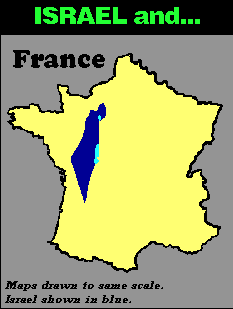 ISRAEL and...
France
Maps drawn to same scale.
Israel shown in blue.